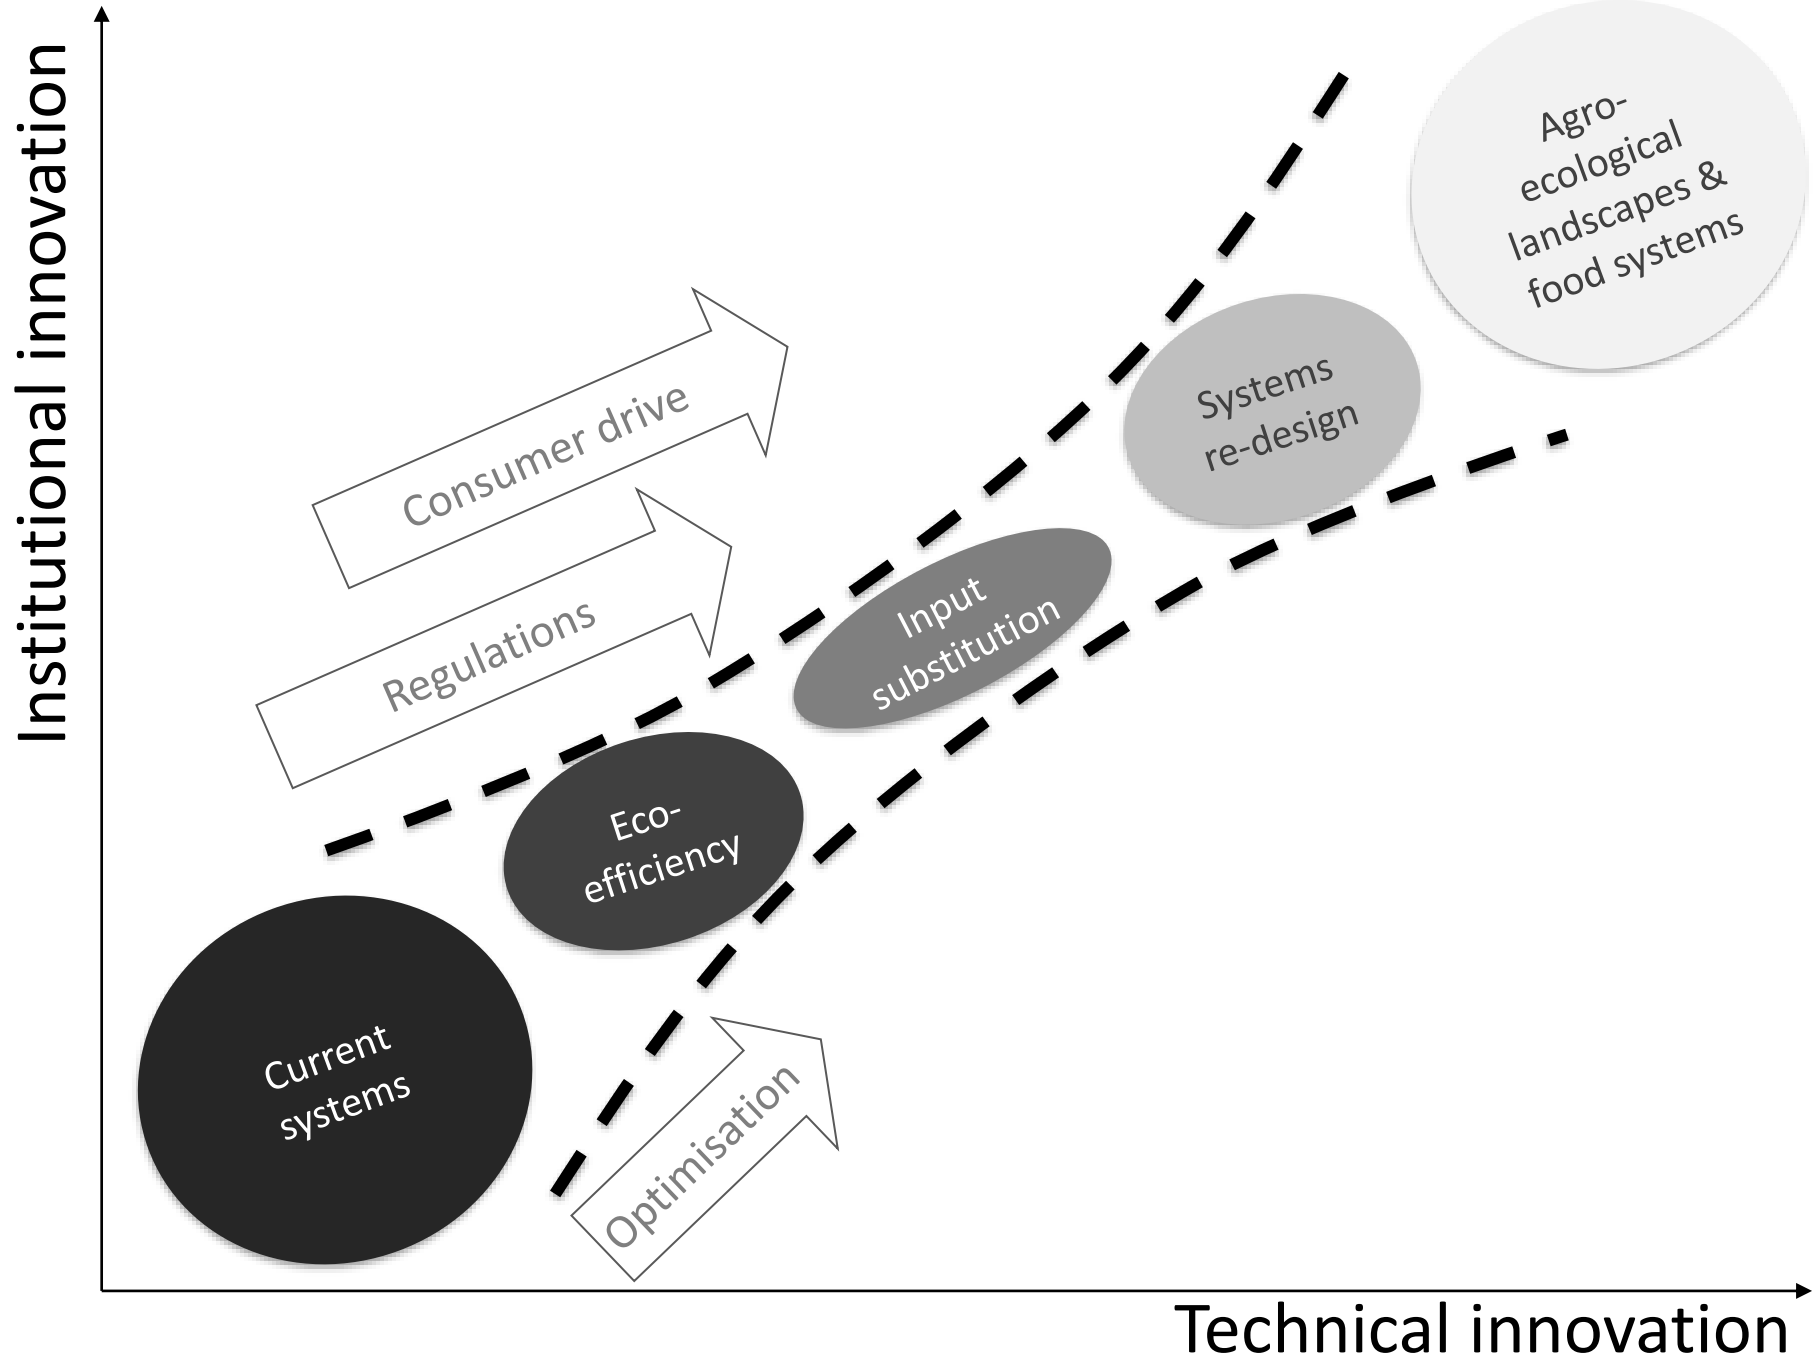 Institutional innovation
Agro-
ecological
landscapes &
food systems
Systems
re-design
Consumer drive
Input
substitution
Regulations
Eco-
efficiency
Current
systems
Optimisation
Technical innovation